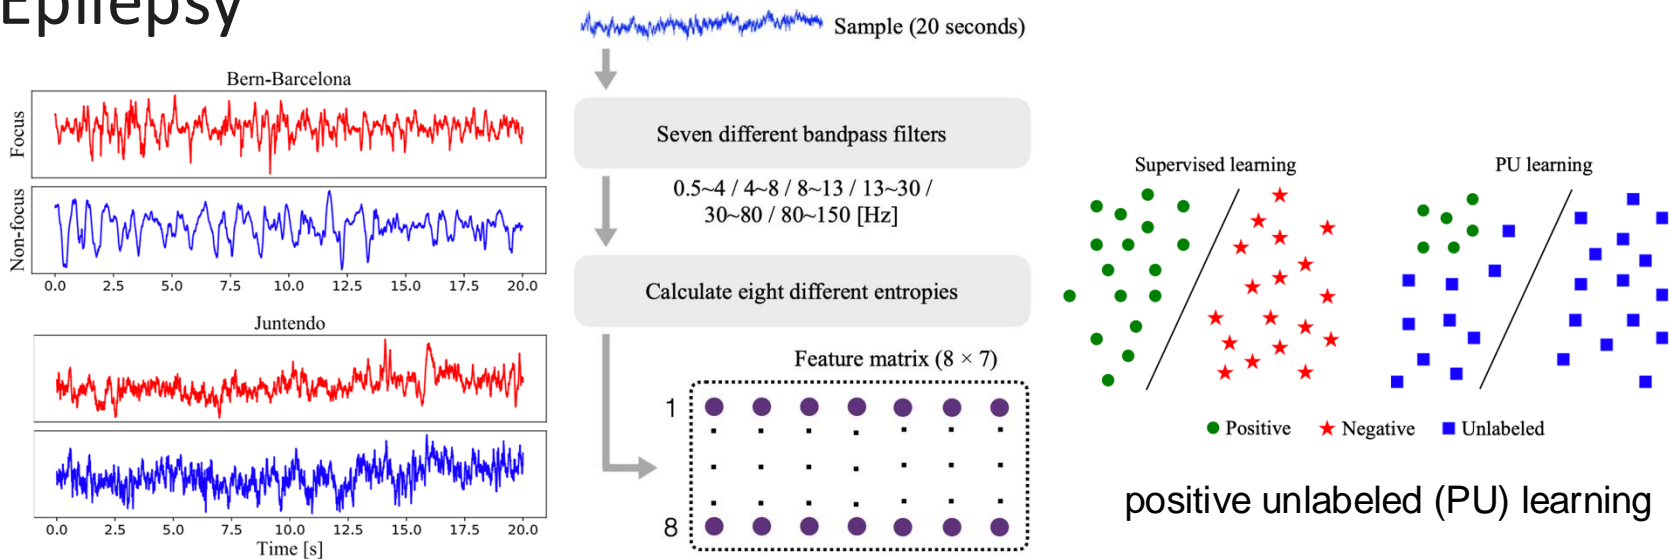 Epilepsy
Bern-Barcelona
Focus
Non-focus
0.0 2.5 5.0 7.5 10.0 12.5 15.0 17.5 20.0
Juntendo
0.0 2.5 5.0 7.5 10.0 12.5 15.0 17.5 20.0
Time [s]
Sample (20 seconds)
Seven different bandpass filters
0.5~4 / 4~8 / 8~13 / 13~30 /
30~80 / 80~150 [Hz]
Calculate eight different entropies
Feature matrix (8 × 7)
1
8
Supervised learning
PU learning
Positive Negative Unlabeled
positive unlabeled (PU) learning